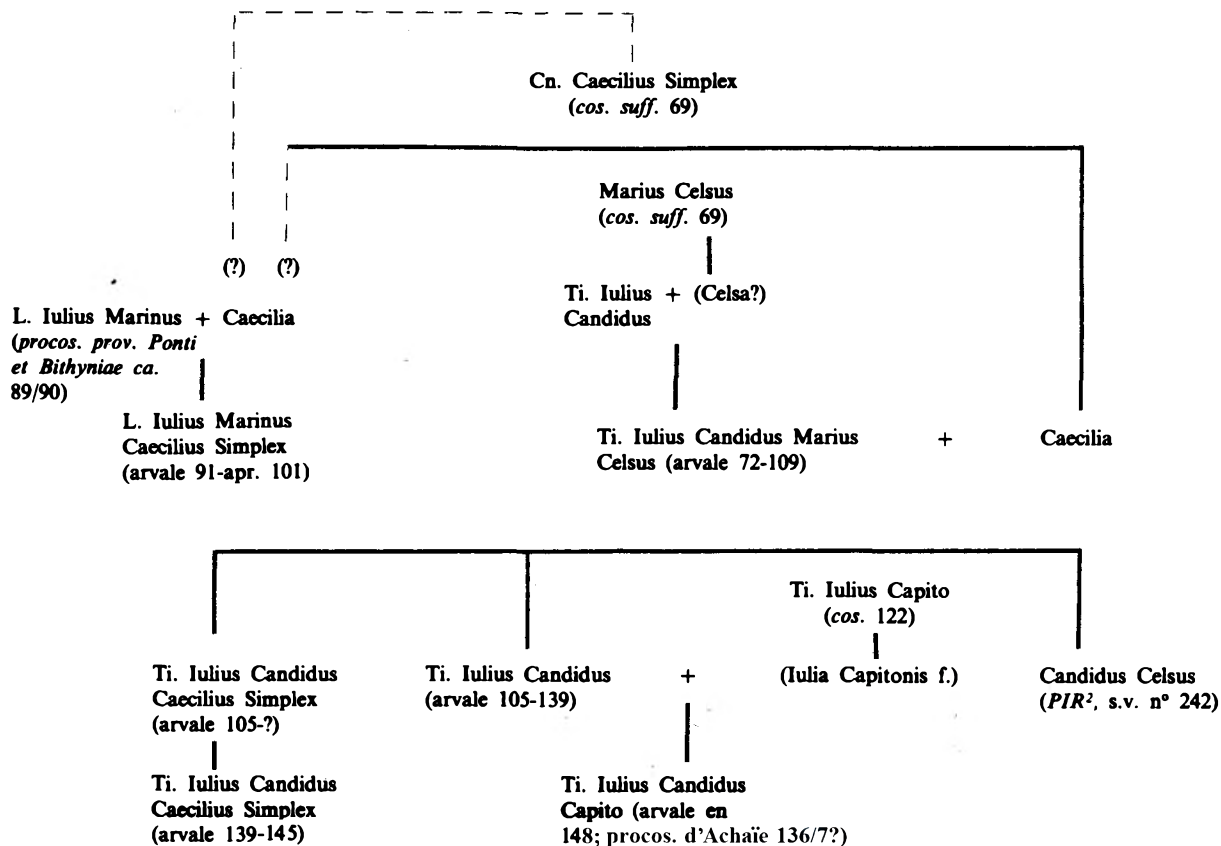 Cn. Caecilius Simplex
(cos. suff. 69)
Marius Celsus
(cos. suff. 69)
(?) (?)
Ti. Iulius + (Celsa?)
Candidus
L. Iulius Marinus + Caecilia
(procos. prov. Ponti
et Bithyniae ca.
89/90)
L. Iulius Marinus
Caecilius Simplex
(arvale 91-apr. 101)
Ti. Iulius Candidus Marius + Caecilia
Celsus (arvale 72-109)
Ti. Iulius Capito
(cos. 122)
Ti. Iulius Candidus
Caecilius Simplex
(arvale 105-?)
Ti. Iulius Candidus + (Iulia Capitonis f.)
(arvale 105-139)
Candidus Celsus
(PIR², s.v. nº 242)
Ti. Iulius Candidus
Caecilius Simplex
(arvale 139-145)
Ti. Iulius Candidus
Capito (arvale en
148; procos. d'Achaïe 136/7?)